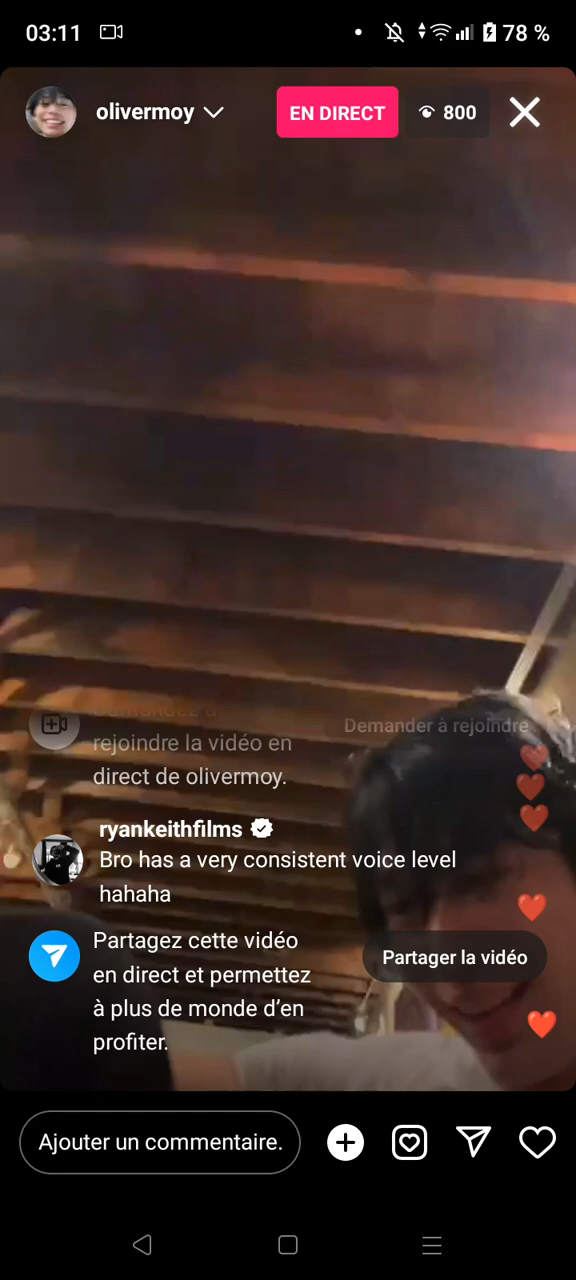 03:11
78 %
olivermoy
EN DIRECT
800
Demandez à
rejoindre la vidéo en
direct de olivermoy.
Demander à rejoindre
ryankeithfilms
Bro has a very consistent voice level
hahaha
Partagez cette vidéo
en direct et permettez
à plus de monde d’en
profiter.
Partager la vidéo
Ajouter un commentaire.